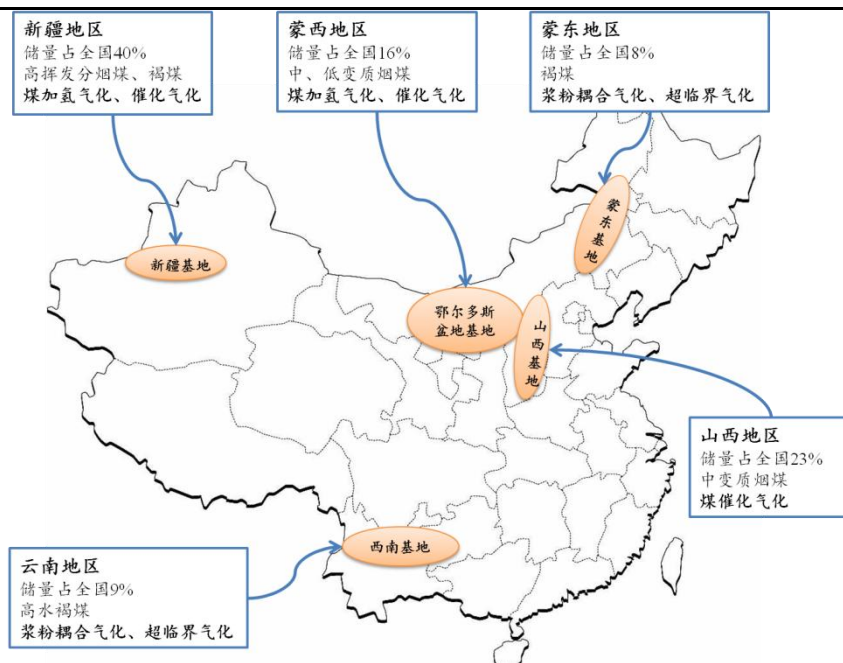 新疆地区
储量占全国40%
高挥发分烟煤、褐煤
煤加氢气化、催化气化
蒙西地区
储量占全国16%
中、低变质烟煤
煤加氢气化、催化气化
蒙东地区
储量占全国8%
褐煤
浆粉耦合气化、超临界气化
蒙东基地
新疆基地
鄂尔多斯
盆地基地
山西基地
山西地区
储量占全国23%
中变质烟煤
煤催化气化
西南基地
云南地区
储量占全国9%
高水褐煤
浆粉耦合气化、超临界气化